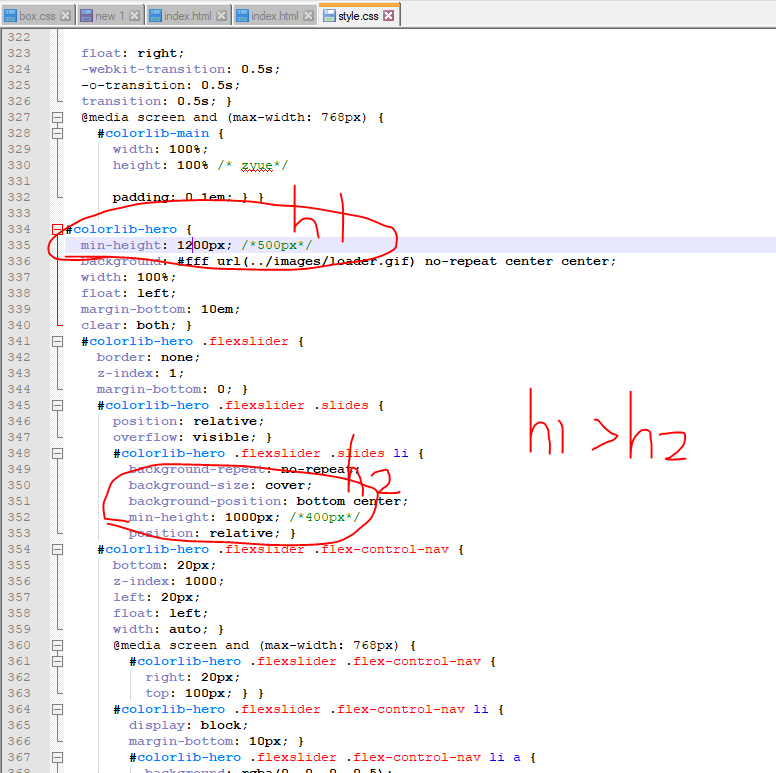 box.css new 1 index.html index.html style.css
322
323 float: right;
324 -webkit-transition: 0.5s;
325 -o-transition: 0.5s;
326 transition: 0.5s; }
327 @media screen and (max-width: 768px) {
328 #colorlib-main {
329 width: 100%;
330 height: 100% /* zyue*/
331
332 padding: 0 1em; } }
333
h1
334 #colorlib-hero {
335 min-height: 1200px; /*500px*/
336 background: #fff url(../images/loader.gif) no-repeat center center;
337 width: 100%;
338 float: left;
339 margin-bottom: 10em;
340 clear: both; }
341 #colorlib-hero .flexslider {
342 border: none;
343 z-index: 1;
344 margin-bottom: 0; }
345 #colorlib-hero .flexslider .slides {
346 position: relative;
h1 > h2
347 overflow: visible; }
348 #colorlib-hero .flexslider .slides li {
349 background-repeat: no-repeat;
h2
350 background-size: cover;
351 background-position: bottom center;
352 min-height: 1000px; /*400px*/
353 position: relative; }
354 #colorlib-hero .flexslider .flex-control-nav {
355 bottom: 20px;
356 z-index: 1000;
357 left: 20px;
358 float: left;
359 width: auto; }
360 @media screen and (max-width: 768px) {
361 #colorlib-hero .flexslider .flex-control-nav {
362 right: 20px;
363 top: 100px; } }
364 #colorlib-hero .flexslider .flex-control-nav li {
365 display: block;
366 margin-bottom: 10px; }
367 #colorlib-hero .flexslider .flex-control-nav li a {
368 background: rgba(0, 0, 0, 0.5);